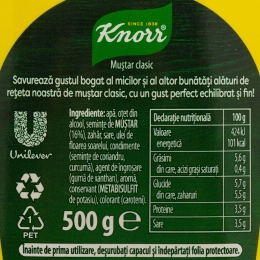 SINCE 1838
Knorr
Muștar clasic
Savurează gustul bogat al micilor și al altor bunătăți alături de
rețeta noastră de muștar clasic, cu un gust perfect echilibrat și fin!
Ingrediente: apă, oțet din
alcool, semințe de MUȘTAR
(16%), zahăr, sare, ulei de
floarea soarelui, condimente
(semințe de coriandru,
curcuma), agent de îngroșare
(gumă de xanthan), aromă,
conservant (METABISULFIT
de potasiu), colorant (caroteni).
Declarație nutrițională 100 g
Valoare 424 kJ
energetică 101 kcal
Grăsimi 5,6 g
din care, acizi grași saturați 0,4 g
Glucide 5,7 g
din care, zaharuri 5,5 g
Proteine 3,5 g
Sare 3,5 g
Unilever
1
PET
500 g e
Înainte de prima utilizare, deșurubați capacul și îndepărtați folia protectoare.